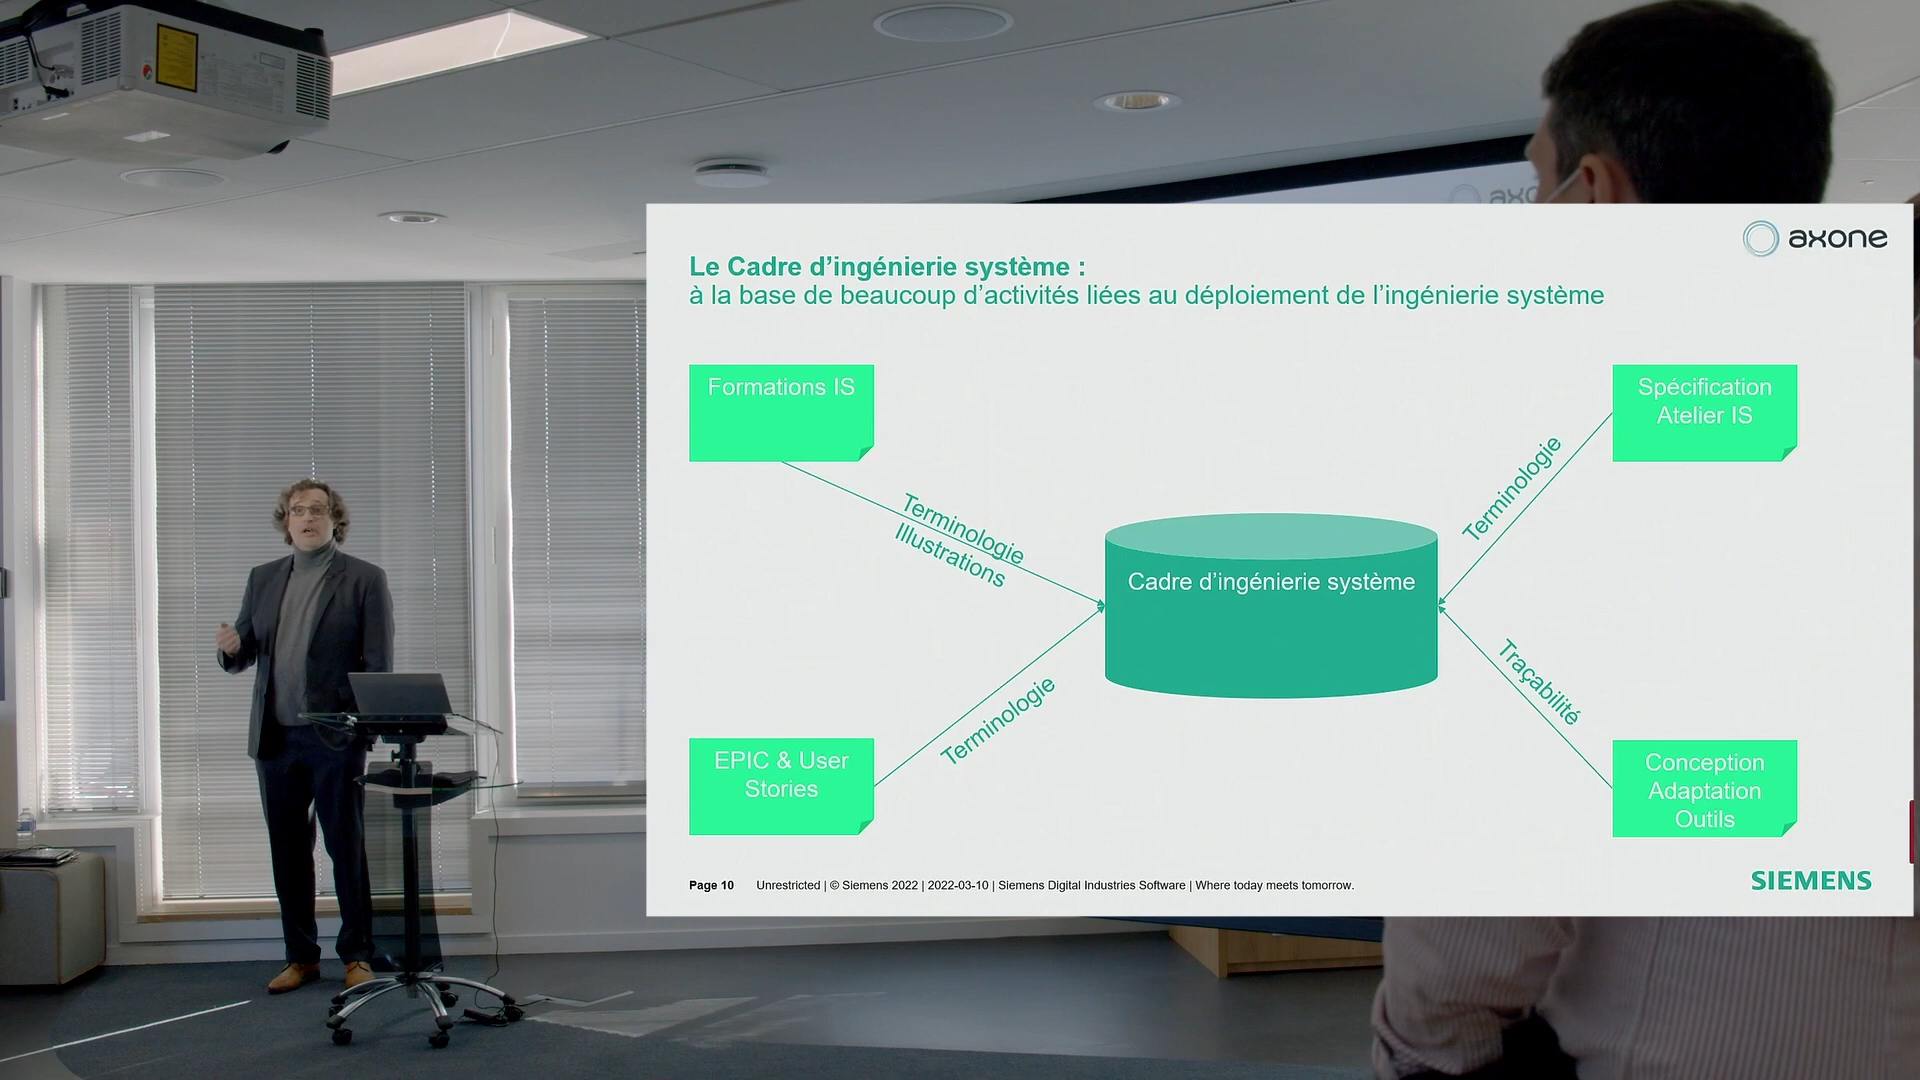 axone
Le Cadre d’ingénierie système :
à la base de beaucoup d’activités liées au déploiement de l’ingénierie système
Formations IS
Spécification
Atelier IS
Terminologie
Illustrations
Terminologie
Cadre d’ingénierie système
Terminologie
Traçabilité
EPIC & User
Stories
Conception
Adaptation
Outils
Page 10 Unrestricted | © Siemens 2022 | 2022-03-10 | Siemens Digital Industries Software | Where today meets tomorrow.
SIEMENS